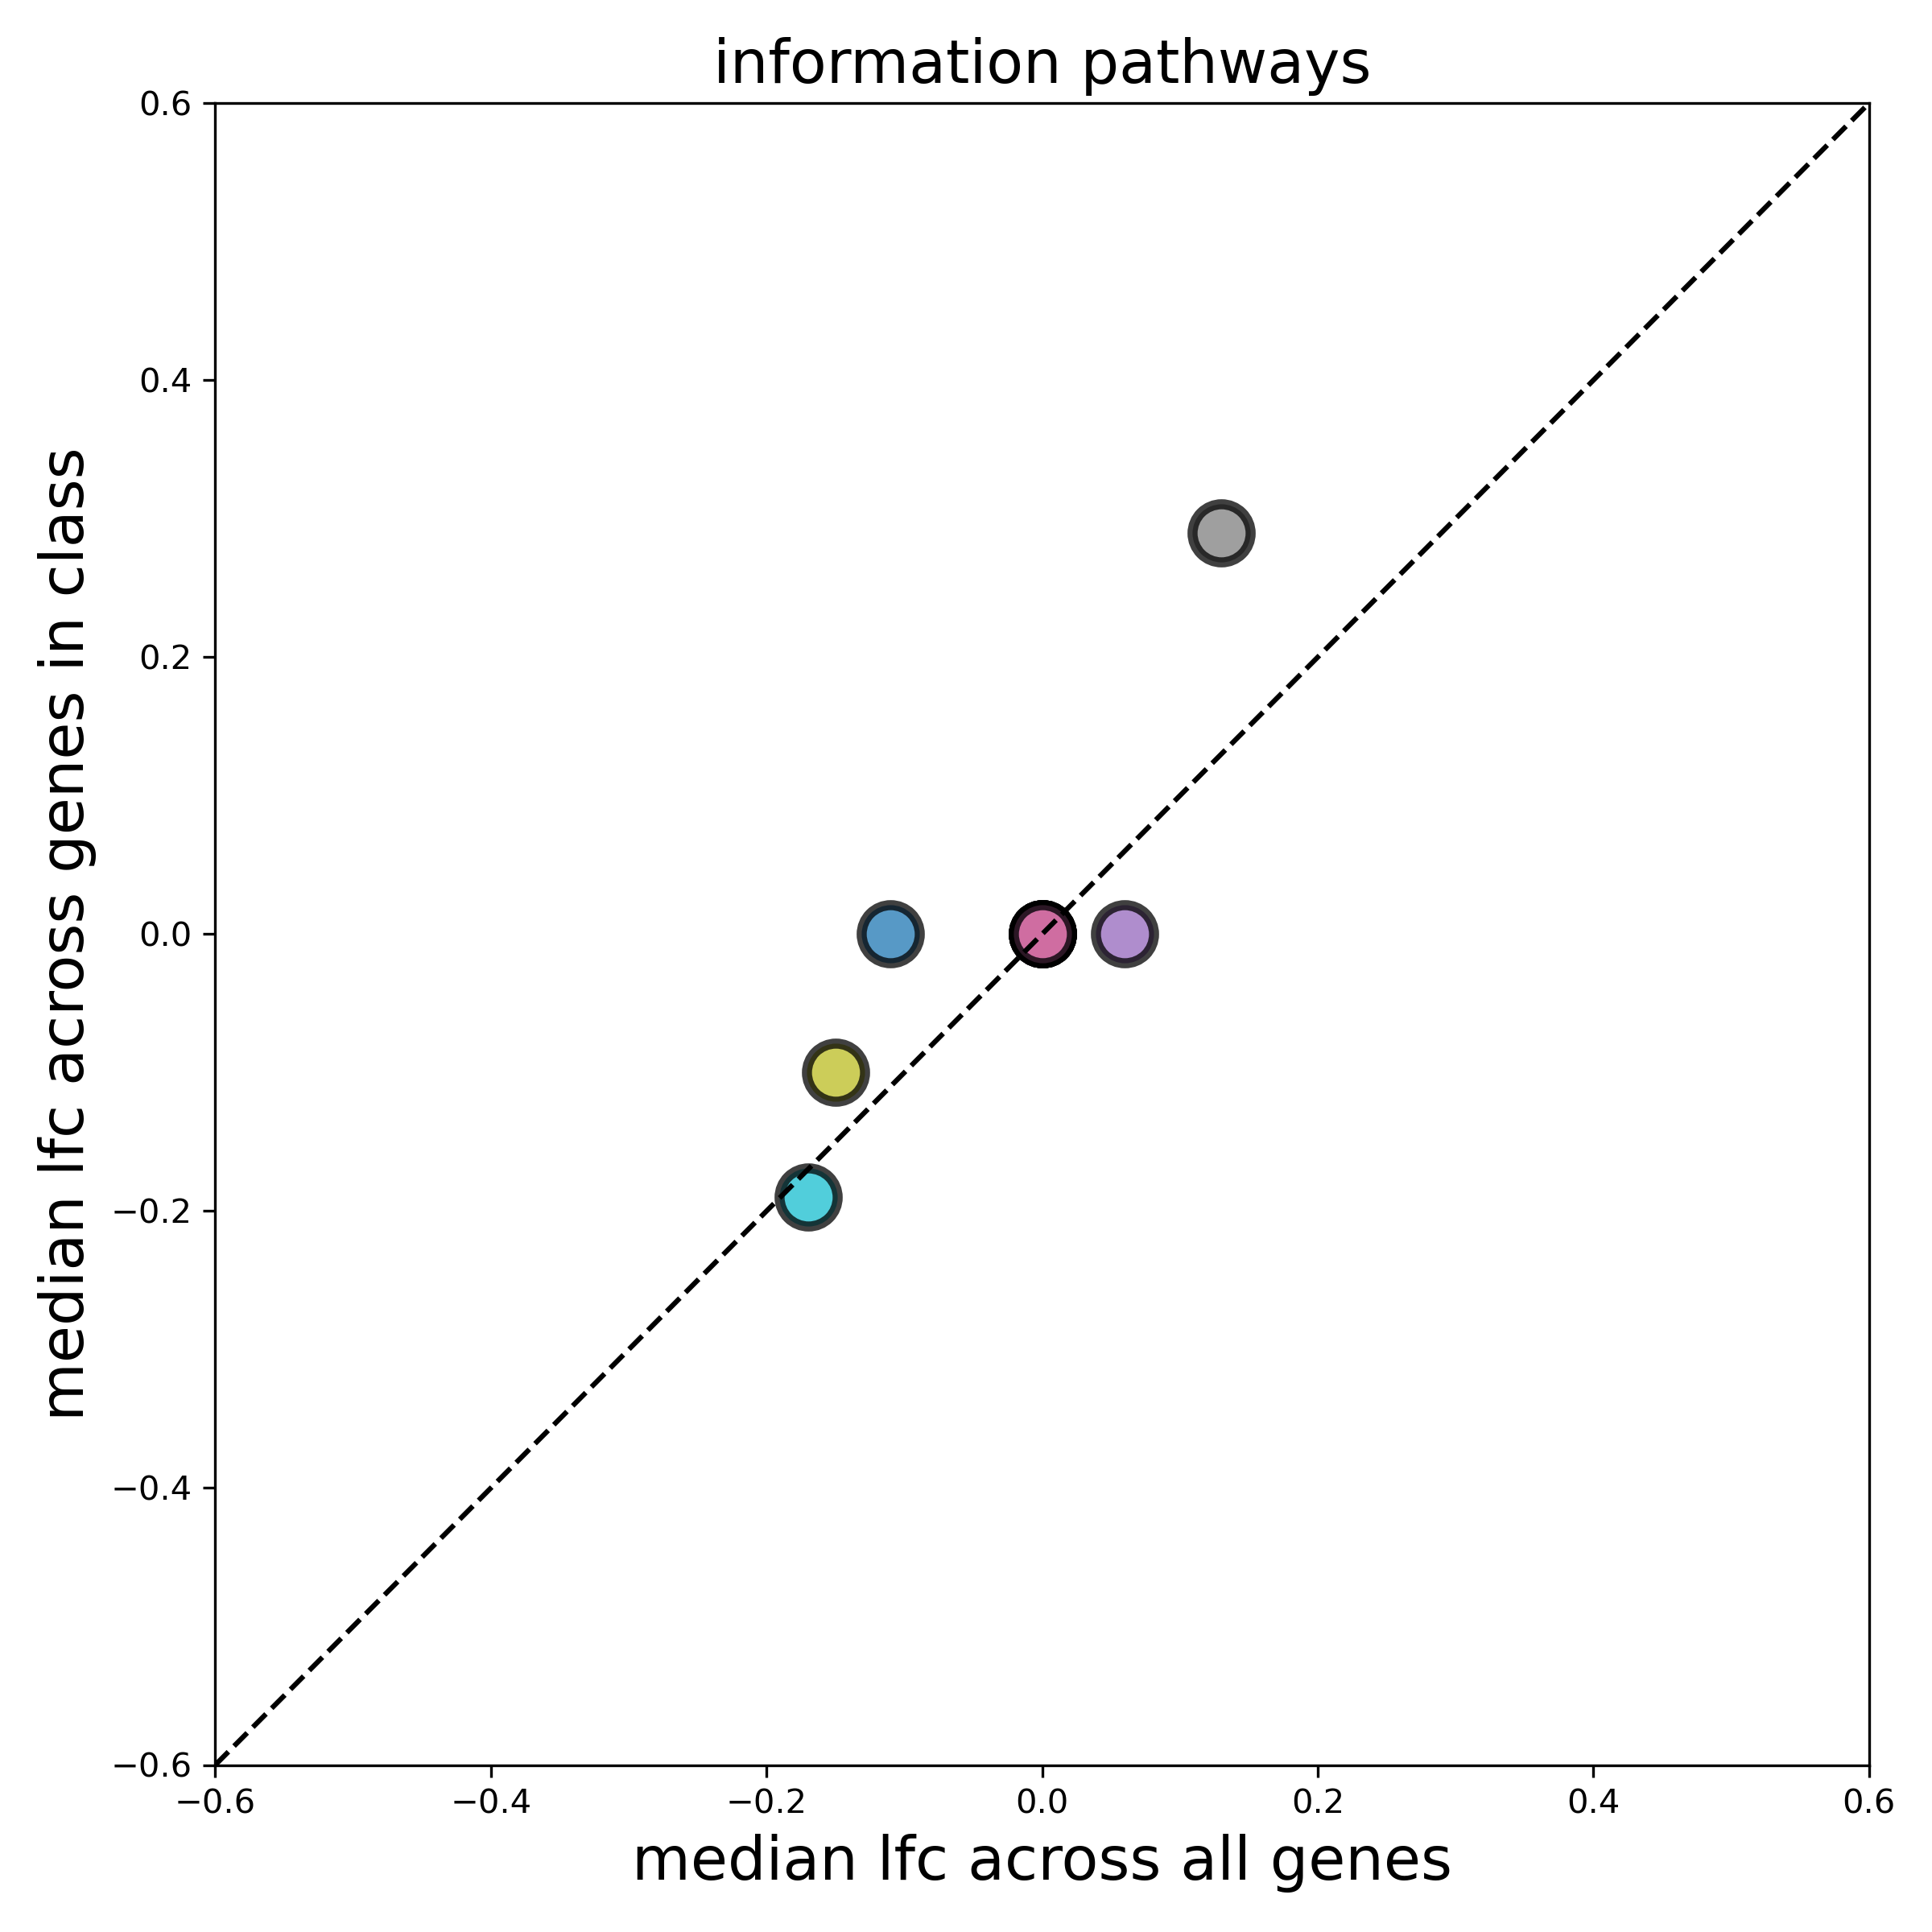 information pathways
0.6
0.4
0.2
0.0
−0.2
−0.4
−0.6
median lfc across genes in class
−0.6 −0.4 −0.2 0.0 0.2 0.4 0.6
median lfc across all genes